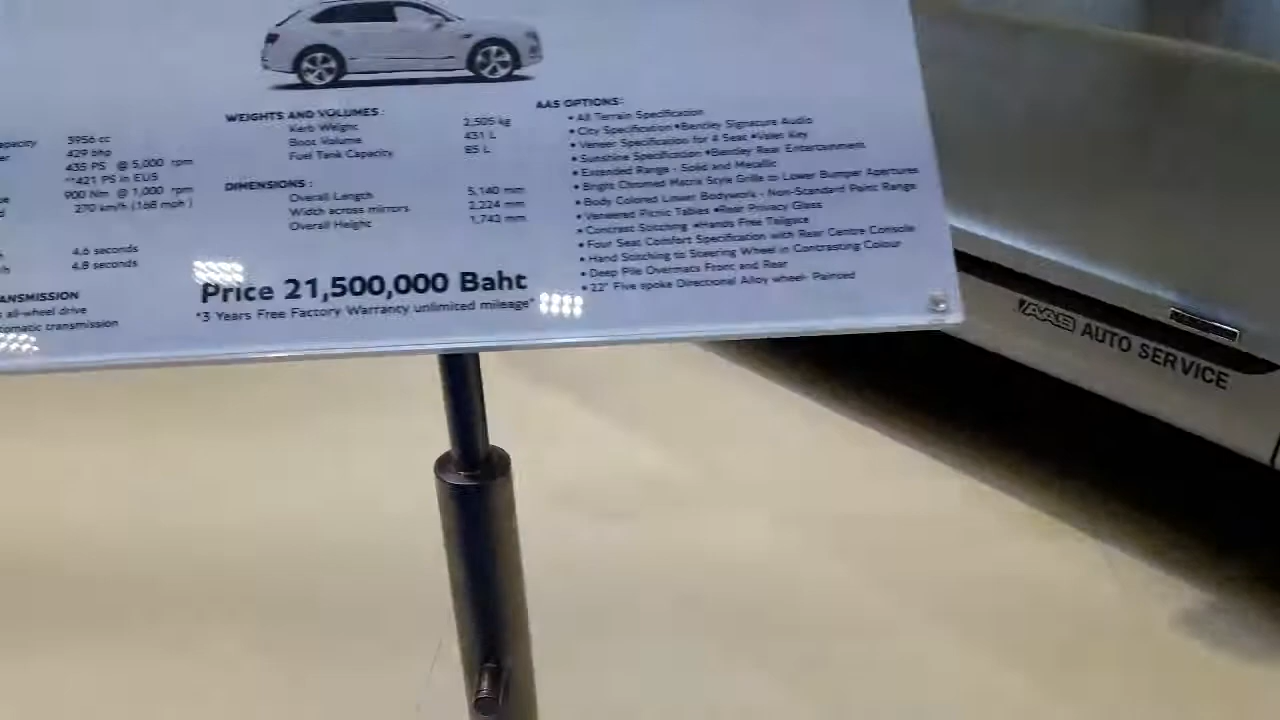 apacity 3956 cc
er 429 bhp
435 PS @ 5,000 rpm
**421 PS in EU5
ue 900 Nm @ 1,000 rpm
d 270 km/h (168 mph )
4.6 seconds
4.8 seconds
ANSMISSION
all-wheel drive
tomatic transmission
WEIGHTS AND VOLUMES :
Kerb Weight 2,505 kg
Boot Volume 431 L
Fuel Tank Capacity 85 L
DIMENSIONS :
Overall Length 5,140 mm
Width across mirrors 2,224 mm
Overall Height 1,742 mm
Price 21,500,000 Baht
*3 Years Free Factory Warranty unlimited mileage*
AAS OPTIONS:
• All Terrain Specification
• City Specification •Bentley Signature Audio
• Veneer Specification for 4 Seat •Valet Key
• Sunshine Specification •Bentley Rear Entertainment
• Extended Range - Solid and Metallic
• Bright Chromed Matrix Style Grille to Lower Bumper Apertures
• Body Colored Lower Bodywork - Non-Standard Paint Range
• Veneered Picnic Tables •Rear Privacy Glass
• Contrast Stitching •Hands Free Tailgate
• Four Seat Comfort Specification with Rear Centre Console
• Hand Stitching to Steering Wheel in Contrasting Colour
• Deep Pile Overmats Front and Rear
• 22" Five spoke Directional Alloy wheel- Painted
AAS AUTO SERVICE